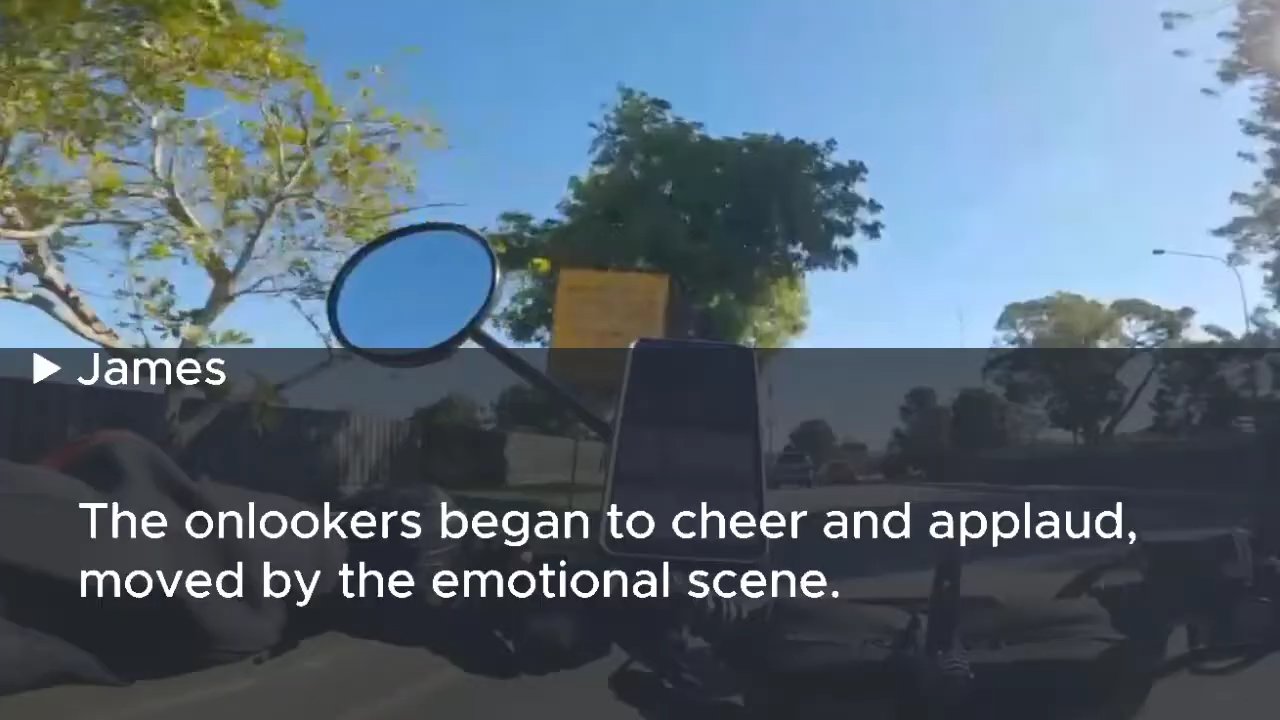 James
The onlookers began to cheer and applaud,
moved by the emotional scene.